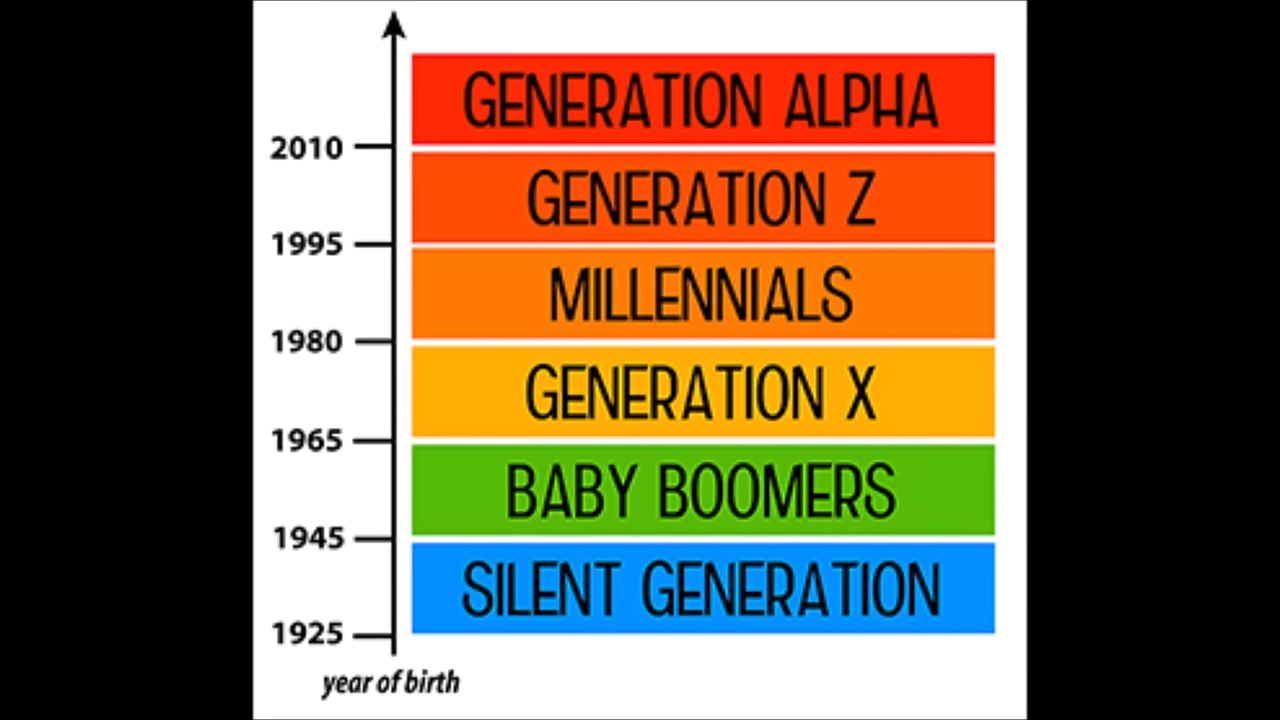 GENERATION ALPHA
2010
GENERATION Z
1995
MILLENNIALS
1980
GENERATION X
1965
BABY BOOMERS
1945
SILENT GENERATION
1925
year of birth